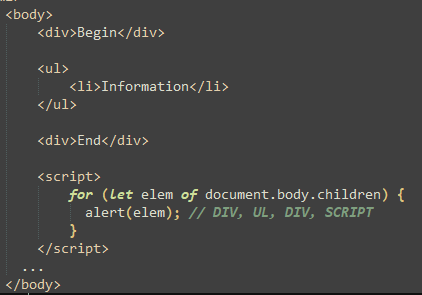 <body>
<div>Begin</div>
<ul>
<li>Information</li>
</ul>
<div>End</div>
<script>
for (let elem of document.body.children) {
alert(elem); // DIV, UL, DIV, SCRIPT
}
</script>
...
</body>